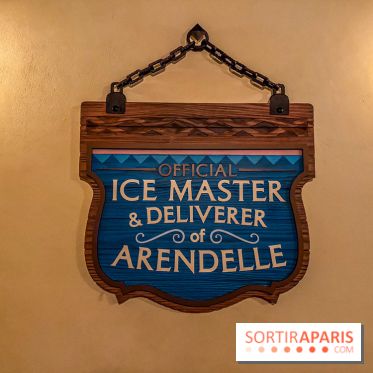 OFFICIAL
ICE MASTER
& DELIVERER
of
ARENDELLE
SORTIRAPARIS
.COM